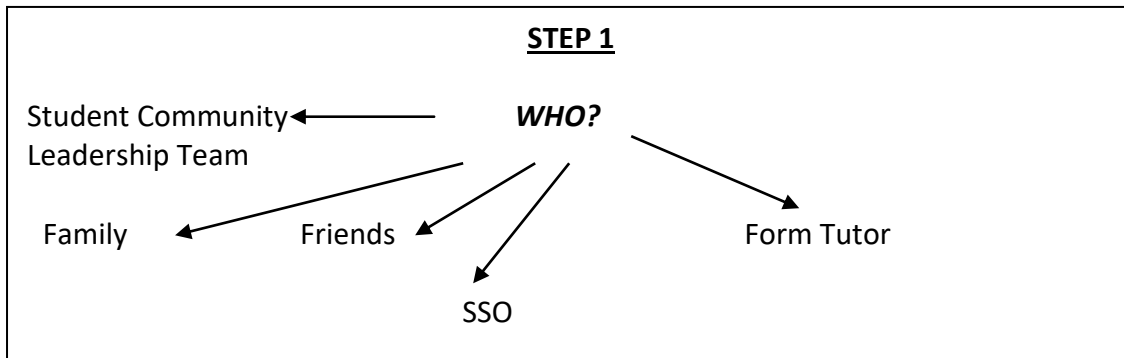 STEP 1
Student Community
WHO?
Leadership Team
Family
Friends
Form Tutor
SSO